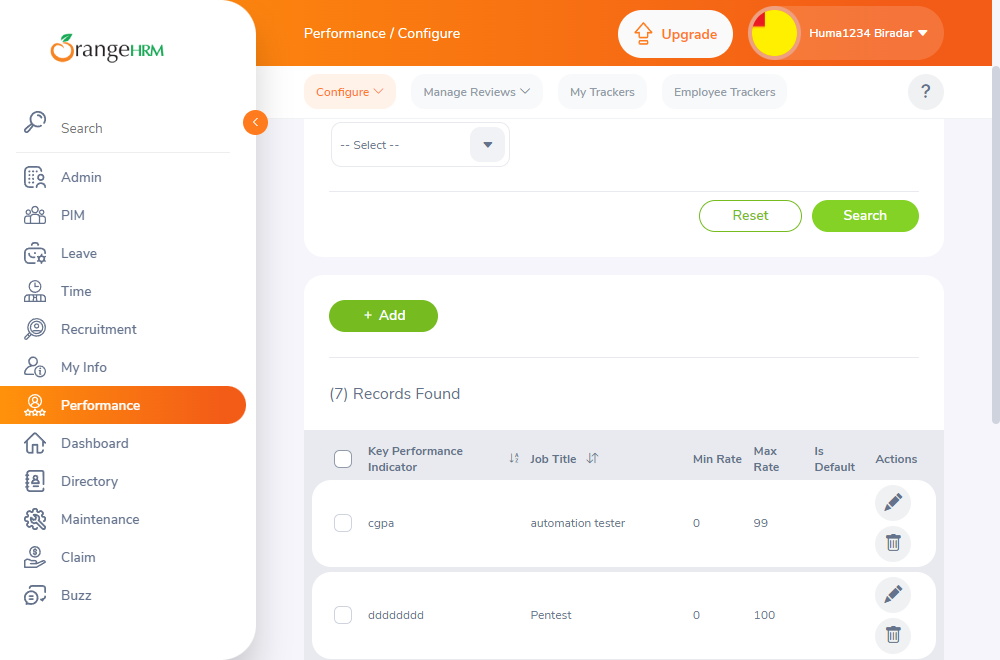 OrangeHRM
Search
Admin
PIM
Leave
Time
Recruitment
My Info
Performance
Dashboard
Directory
Maintenance
Claim
Buzz
Performance / Configure
Upgrade
Huma1234 Biradar
Configure
Manage Reviews
My Trackers
Employee Trackers
?
-- Select --
Reset
Search
+ Add
(7) Records Found
Key Performance
Indicator
Job Title
Min Rate
Max
Rate
Is
Default
Actions
cgpa
automation tester
0
99
dddddddd
Pentest
0
100